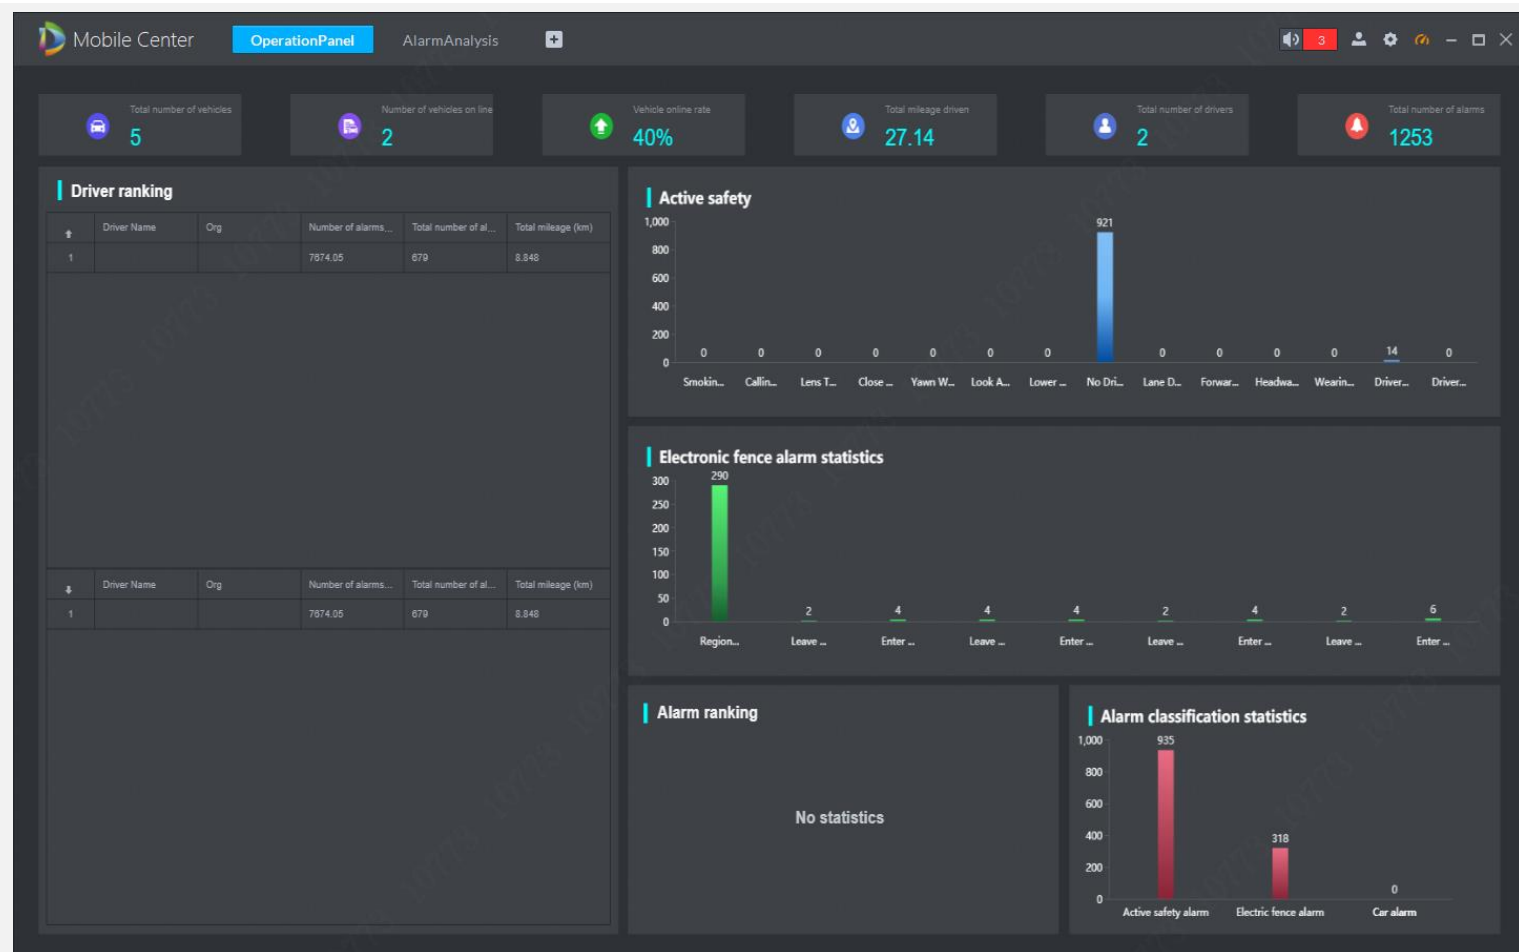 Mobile Center OperationPanel AlarmAnalysis 3
Total number of vehicles
5
Number of vehicles on line
2
Vehicle online rate
40%
Total mileage driven
27.14
Total number of drivers
2
Total number of alarms
1253
Driver ranking
Driver Name Org Number of alarms... Total number of al... Total mileage (km)
1 7674.05 679 8.848
Driver Name Org Number of alarms... Total number of al... Total mileage (km)
1 7674.05 679 8.848
Active safety
1,000
800
600
400
200
0
0 0 0 0 0 0 0 921 0 0 0 0 14 0
Smokin... Callin... Lens T... Close ... Yawn W... Look A... Lower ... No Dri... Lane D... Forwar... Headwa... Wearin... Driver... Driver...
Electronic fence alarm statistics
300
250
200
150
100
50
0
290 2 4 4 4 2 4 2 6
Region... Leave ... Enter ... Leave ... Enter ... Leave ... Enter ... Leave ... Enter ...
Alarm ranking
No statistics
Alarm classification statistics
1,000
800
600
400
200
0
935 318 0
Active safety alarm Electric fence alarm Car alarm